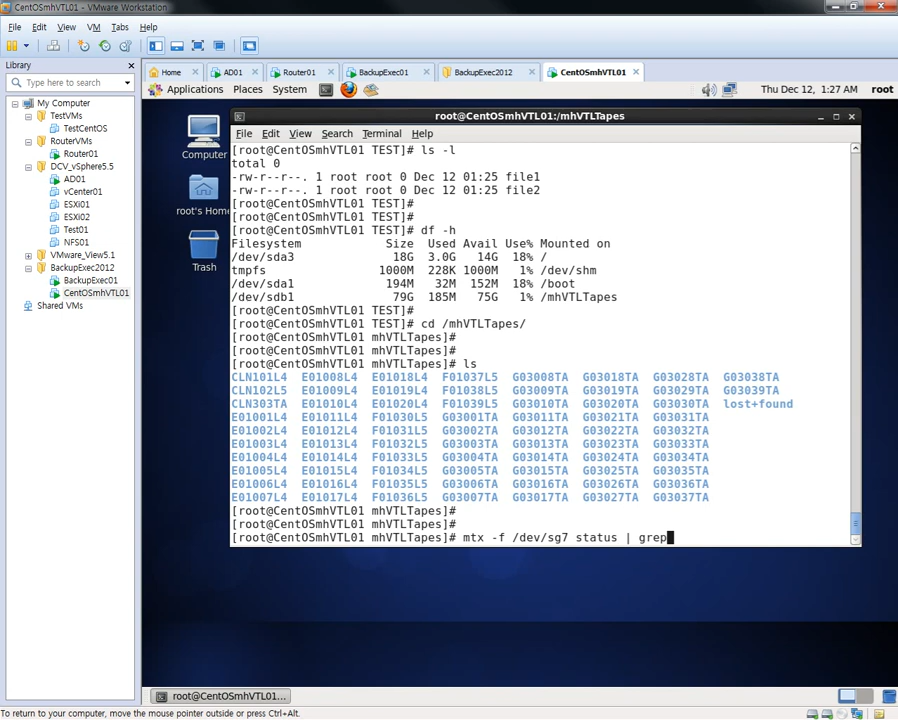 CentOSmhVTL01 - VMware Workstation
File Edit View VM Tabs Help
Library
Type here to search
My Computer
TestVMs
TestCentOS
RouterVMs
Router01
DCV_vSphere5.5
AD01
vCenter01
ESXi01
ESXi02
Test01
NFS01
VMware_View5.1
BackupExec2012
BackupExec01
CentOSmhVTL01
Shared VMs
Home AD01 Router01 BackupExec01 BackupExec2012 CentOSmhVTL01
Applications Places System Thu Dec 12, 1:27 AM root
Computer
root's Home
Trash
root@CentOSmhVTL01:/mhVTLTapes
File Edit View Search Terminal Help
[root@CentOSmhVTL01 TEST]# ls -l
total 0
-rw-r--r--. 1 root root 0 Dec 12 01:25 file1
-rw-r--r--. 1 root root 0 Dec 12 01:25 file2
[root@CentOSmhVTL01 TEST]#
[root@CentOSmhVTL01 TEST]#
[root@CentOSmhVTL01 TEST]# df -h
Filesystem Size Used Avail Use% Mounted on
/dev/sda3 18G 3.0G 14G 18% /
tmpfs 1000M 228K 1000M 1% /dev/shm
/dev/sda1 194M 32M 152M 18% /boot
/dev/sdb1 79G 185M 75G 1% /mhVTLTapes
[root@CentOSmhVTL01 TEST]#
[root@CentOSmhVTL01 TEST]# cd /mhVTLTapes/
[root@CentOSmhVTL01 mhVTLTapes]#
[root@CentOSmhVTL01 mhVTLTapes]#
[root@CentOSmhVTL01 mhVTLTapes]# ls
CLN101L4 E01008L4 E01018L4 F01037L5 G03008TA G03018TA G03028TA G03038TA
CLN102L5 E01009L4 E01019L4 F01038L5 G03009TA G03019TA G03029TA G03039TA
CLN303TA E01010L4 E01020L4 F01039L5 G03010TA G03020TA G03030TA lost+found
E01001L4 E01011L4 F01030L5 G03001TA G03011TA G03021TA G03031TA
E01002L4 E01012L4 F01031L5 G03002TA G03012TA G03022TA G03032TA
E01003L4 E01013L4 F01032L5 G03003TA G03013TA G03023TA G03033TA
E01004L4 E01014L4 F01033L5 G03004TA G03014TA G03024TA G03034TA
E01005L4 E01015L4 F01034L5 G03005TA G03015TA G03025TA G03035TA
E01006L4 E01016L4 F01035L5 G03006TA G03016TA G03026TA G03036TA
E01007L4 E01017L4 F01036L5 G03007TA G03017TA G03027TA G03037TA
[root@CentOSmhVTL01 mhVTLTapes]#
[root@CentOSmhVTL01 mhVTLTapes]#
[root@CentOSmhVTL01 mhVTLTapes]# mtx -f /dev/sg7 status | grep
root@CentOSmhVTL01:...
To return to your computer, move the mouse pointer outside or press Ctrl+Alt.